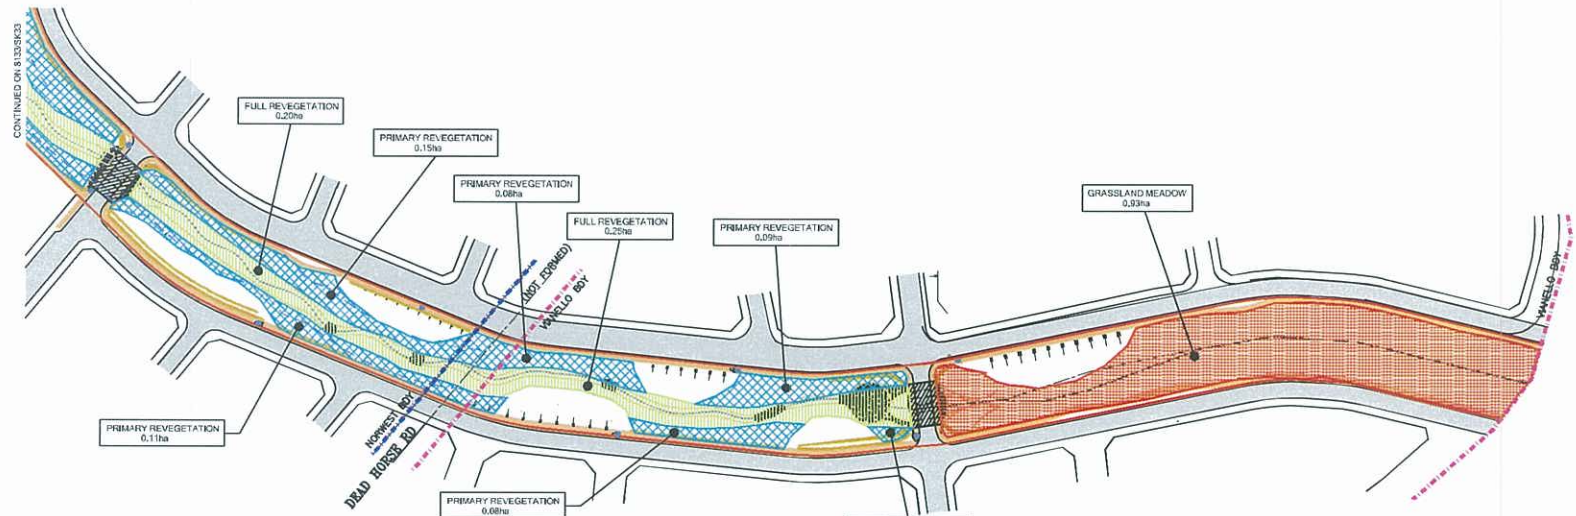 CONTINUED ON S133/SK33
FULL REVEGETATION
0.20ha
PRIMARY REVEGETATION
0.15ha
PRIMARY REVEGETATION
0.08ha
FULL REVEGETATION
0.25ha
PRIMARY REVEGETATION
0.09ha
GRASSLAND MEADOW
0.93ha
(NOT FORMED)
VANELLO BDY
VANELLO BDY
NORWEST BDY
DEAD HORSE RD
PRIMARY REVEGETATION
0.11ha
PRIMARY REVEGETATION
0.08ha